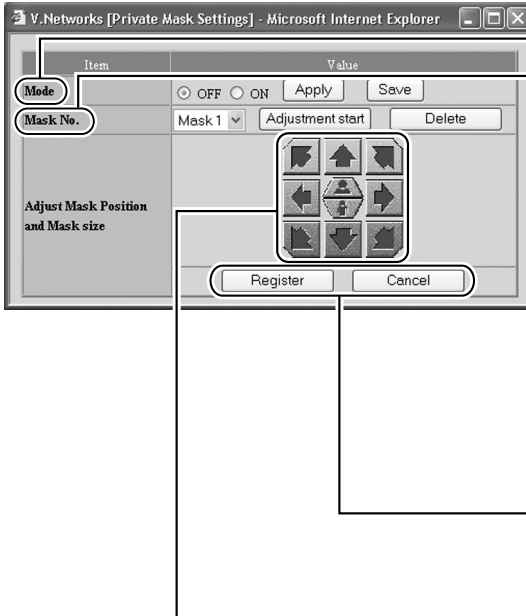 V.Networks [Private Mask Settings] - Microsoft Internet Explorer
Item Value
Mode OFF ON Apply Save
Mask No. Mask 1 Adjustment start Delete
Adjust Mask Position
and Mask size
Register Cancel